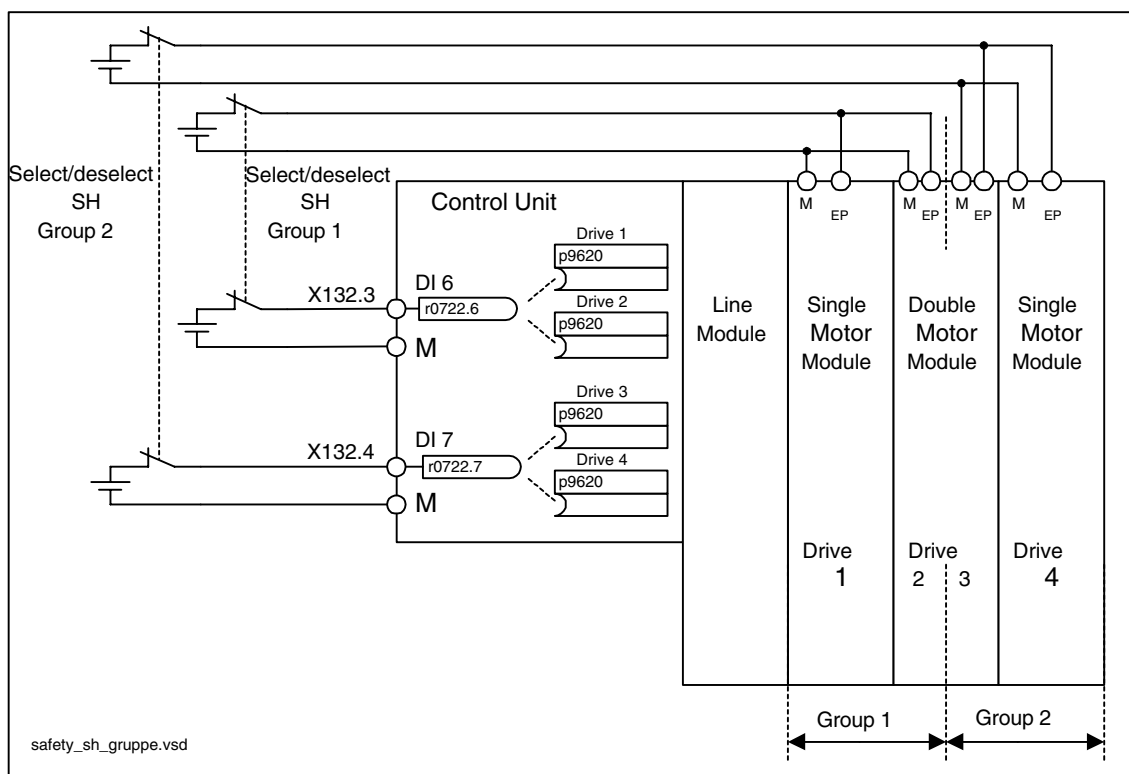 Select/deselect
SH
Group 2
Select/deselect
SH
Group 1
Control Unit
X132.3
DI 6
r0722.6
M
Drive 1
p9620
Drive 2
p9620
X132.4
DI 7
r0722.7
M
Drive 3
p9620
Drive 4
p9620
Line
Module
M
EP
Single
Motor
Module
Drive
1
M
EP
M
EP
Double
Motor
Module
Drive
2 3
M
EP
Single
Motor
Module
Drive
4
Group 1
Group 2
safety_sh_gruppe.vsd